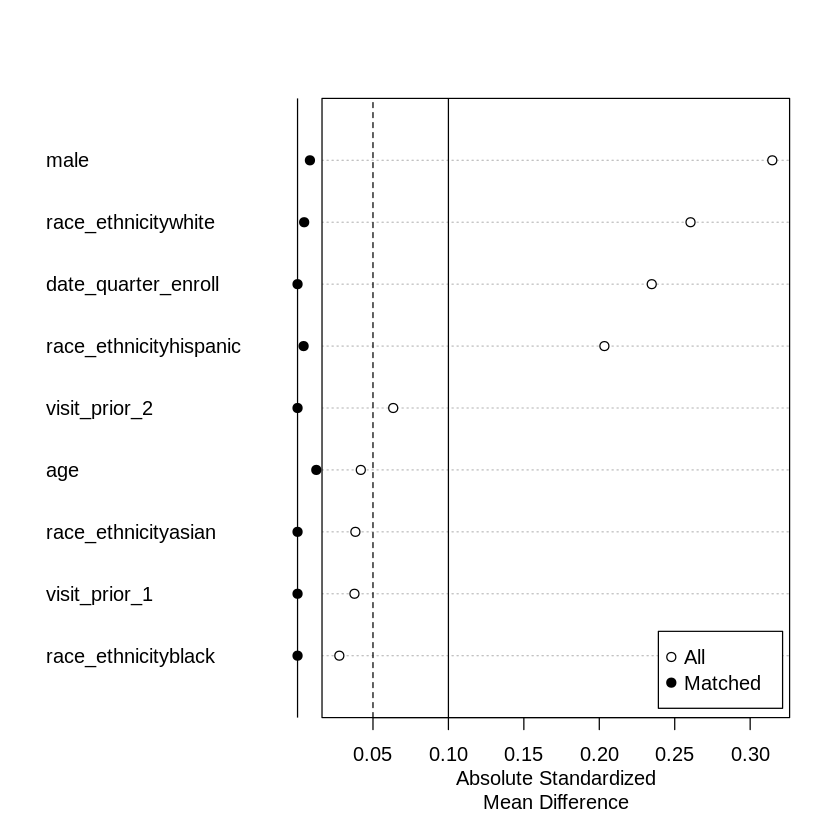 male
race_ethnicitywhite
date_quarter_enroll
race_ethnicityhispanic
visit_prior_2
age
race_ethnicityasian
visit_prior_1
race_ethnicityblack
All
Matched
0.05 0.10 0.15 0.20 0.25 0.30
Absolute Standardized
Mean Difference